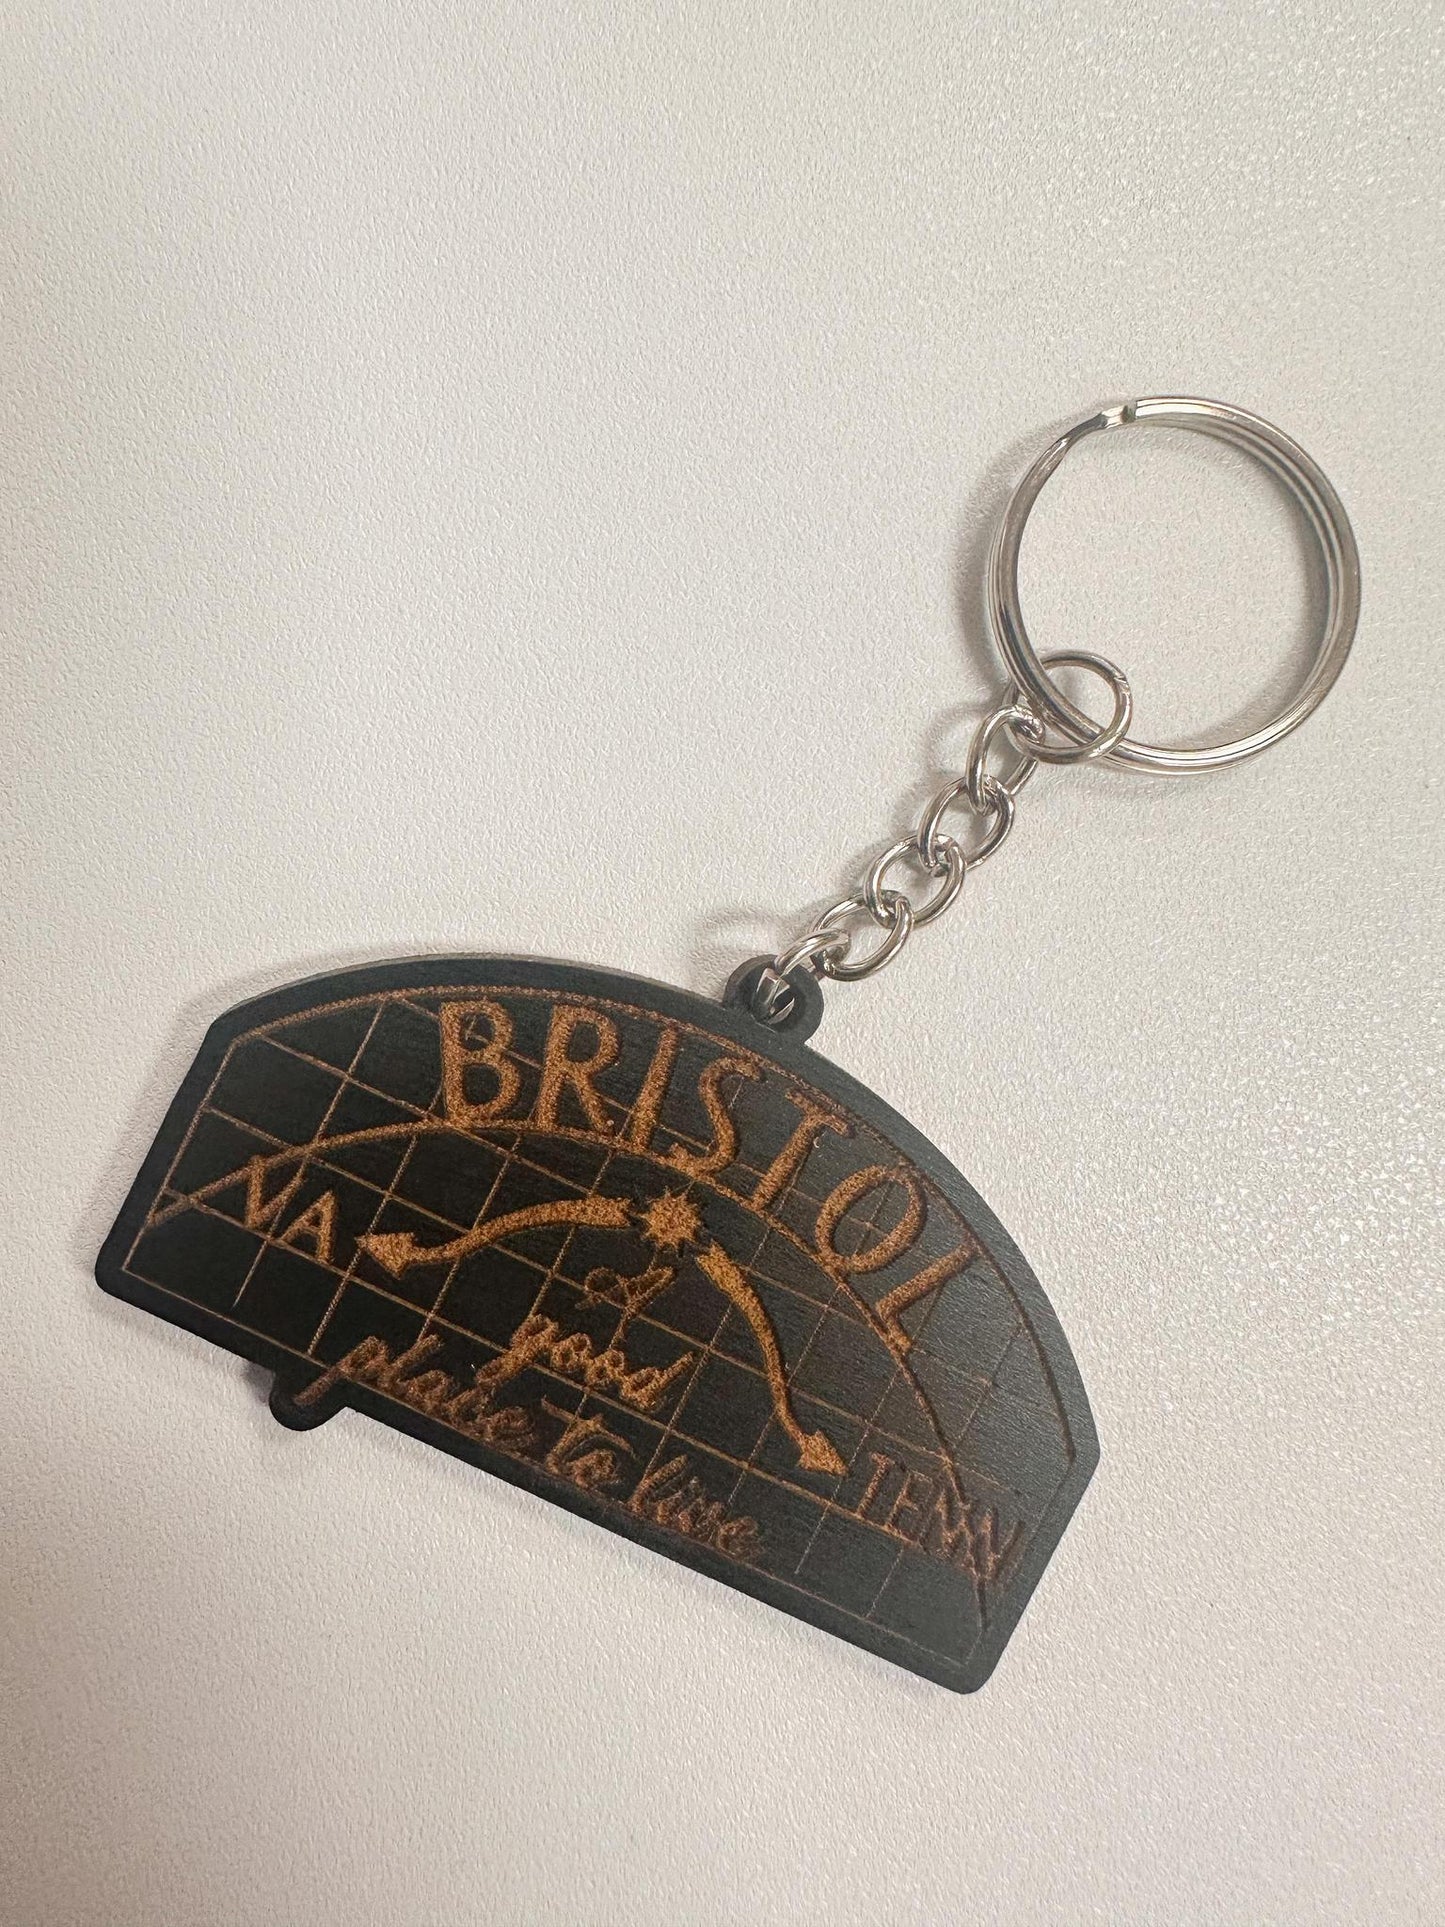 BRISTOL
VA
TENN
A
good
place to live